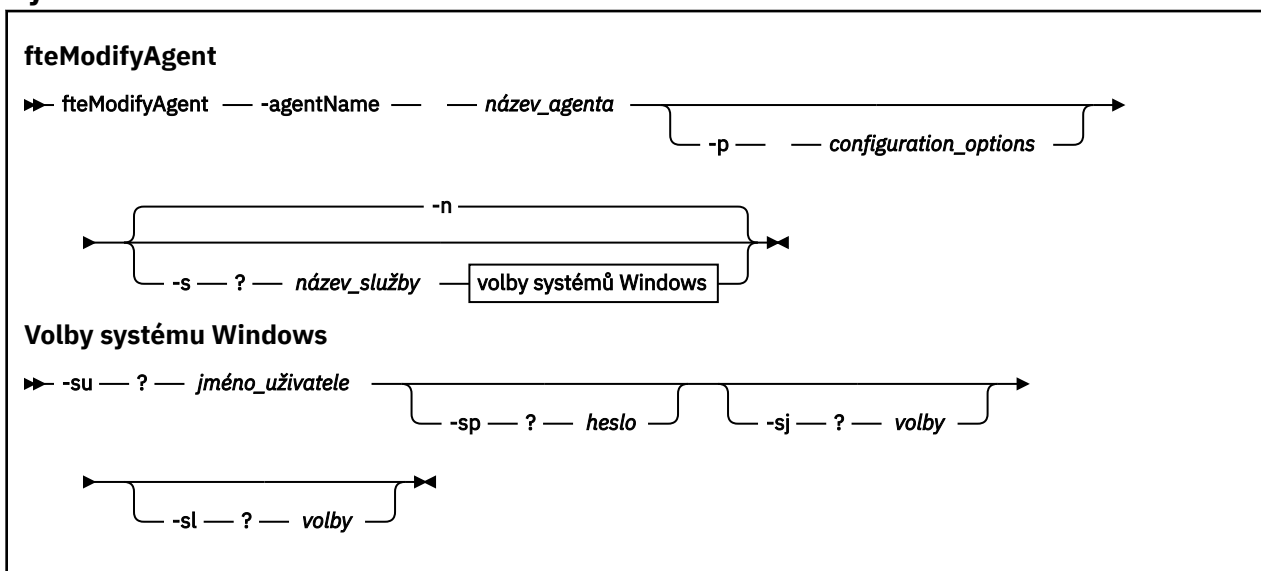 fteModifyAgent
fteModifyAgent -agentName název_agenta
-p configuration_options
-n
-s ? název_služby volby systémů Windows
Volby systému Windows
-su ? jméno_uživatele
-sp ? heslo -sj ? volby
-sl ? volby